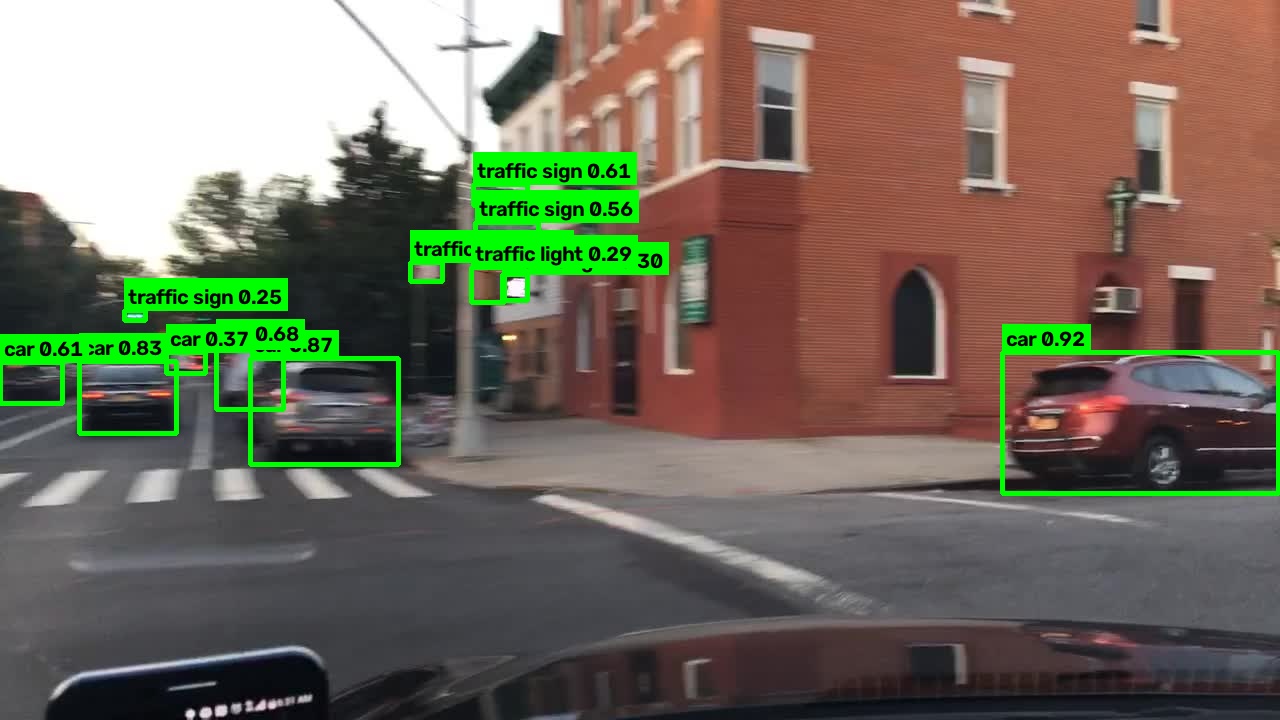 traffic sign 0.61
traffic sign 0.56
traffic
traffic light 0.29
30
traffic sign 0.25
car 0.61
car 0.83
car 0.37
0.68
0.87
car 0.92